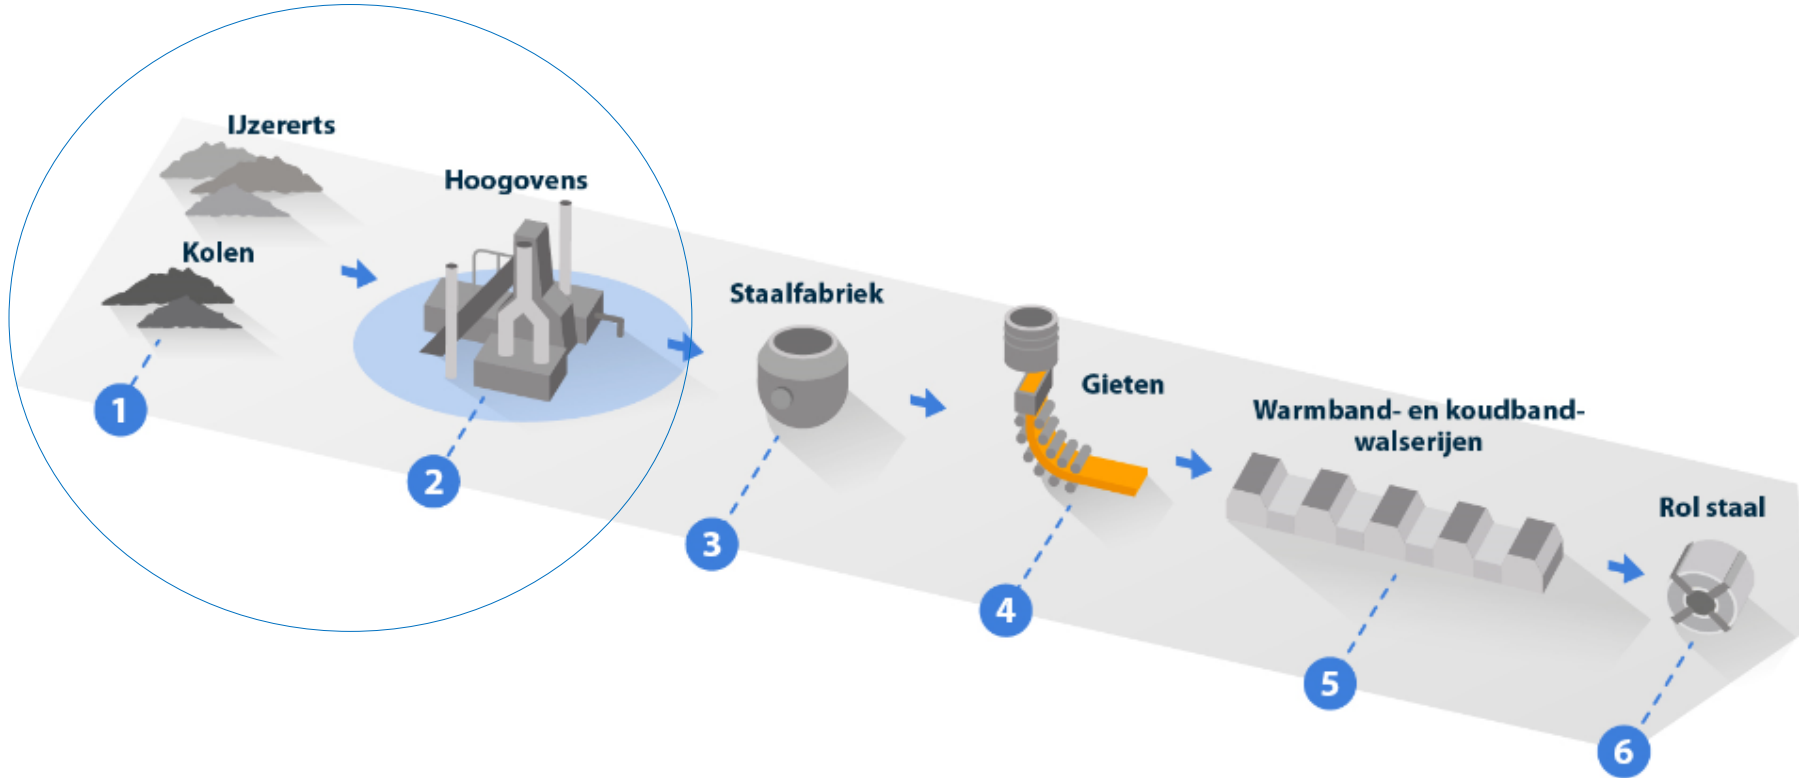 IJzererts
Kolen
1
Hoogovens
2
Staalfabriek
3
Gieten
4
Warmband- en koudband-
walserijen
5
Rol staal
6